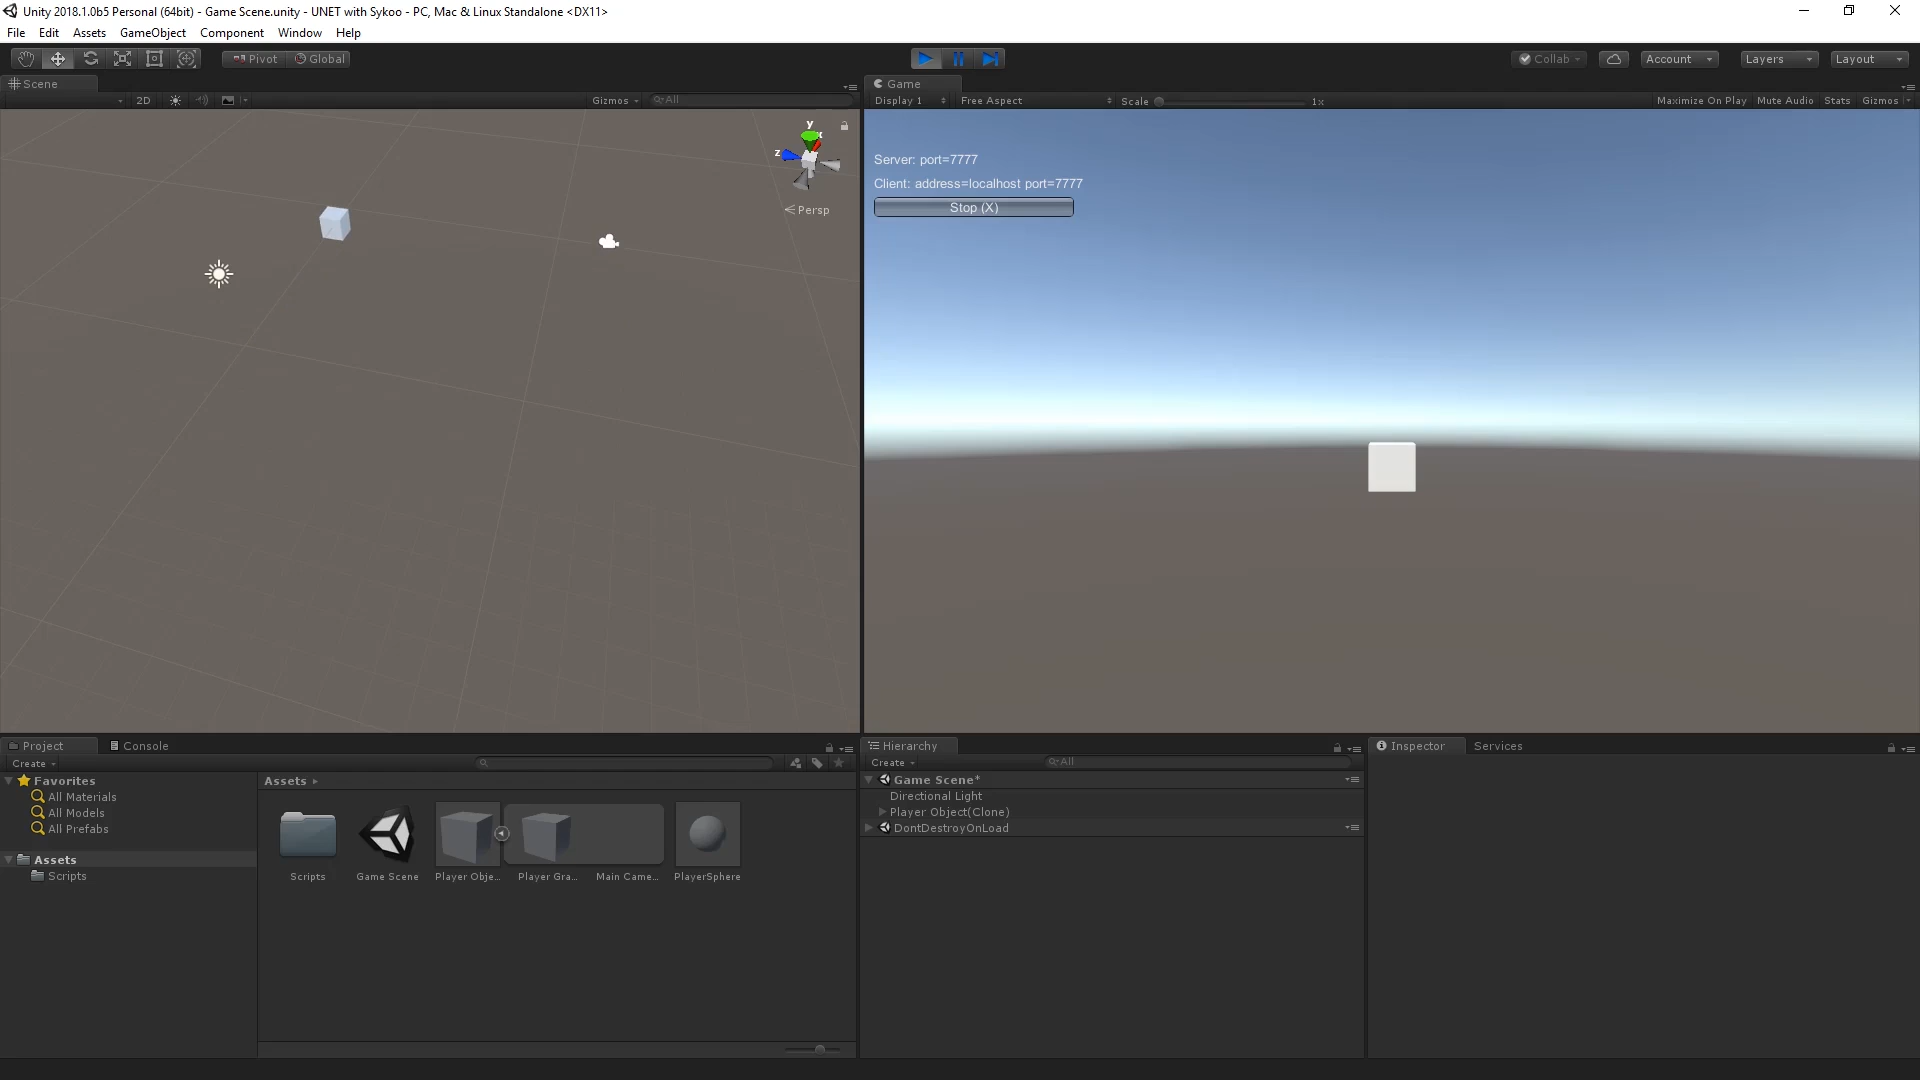 Unity 2018.1.0b5 Personal (64bit) - Game Scene.unity - UNET with Sykoo - PC, Mac & Linux Standalone <DX11>
File Edit Assets GameObject Component Window Help
Pivot Global
Collab Account Layers Layout
Scene
2D Gizmos All
y
x
z
Persp
Game
Display 1 Free Aspect Scale 1x Maximize On Play Mute Audio Stats Gizmos
Server: port=7777
Client: address=localhost port=7777
Stop (X)
Project Console
Create
Favorites
All Materials
All Models
All Prefabs
Assets
Scripts
Assets
Scripts Game Scene Player Obje... Player Gra... Main Came... PlayerSphere
Hierarchy
Create All
Game Scene*
Directional Light
Player Object(Clone)
DontDestroyOnLoad
Inspector Services